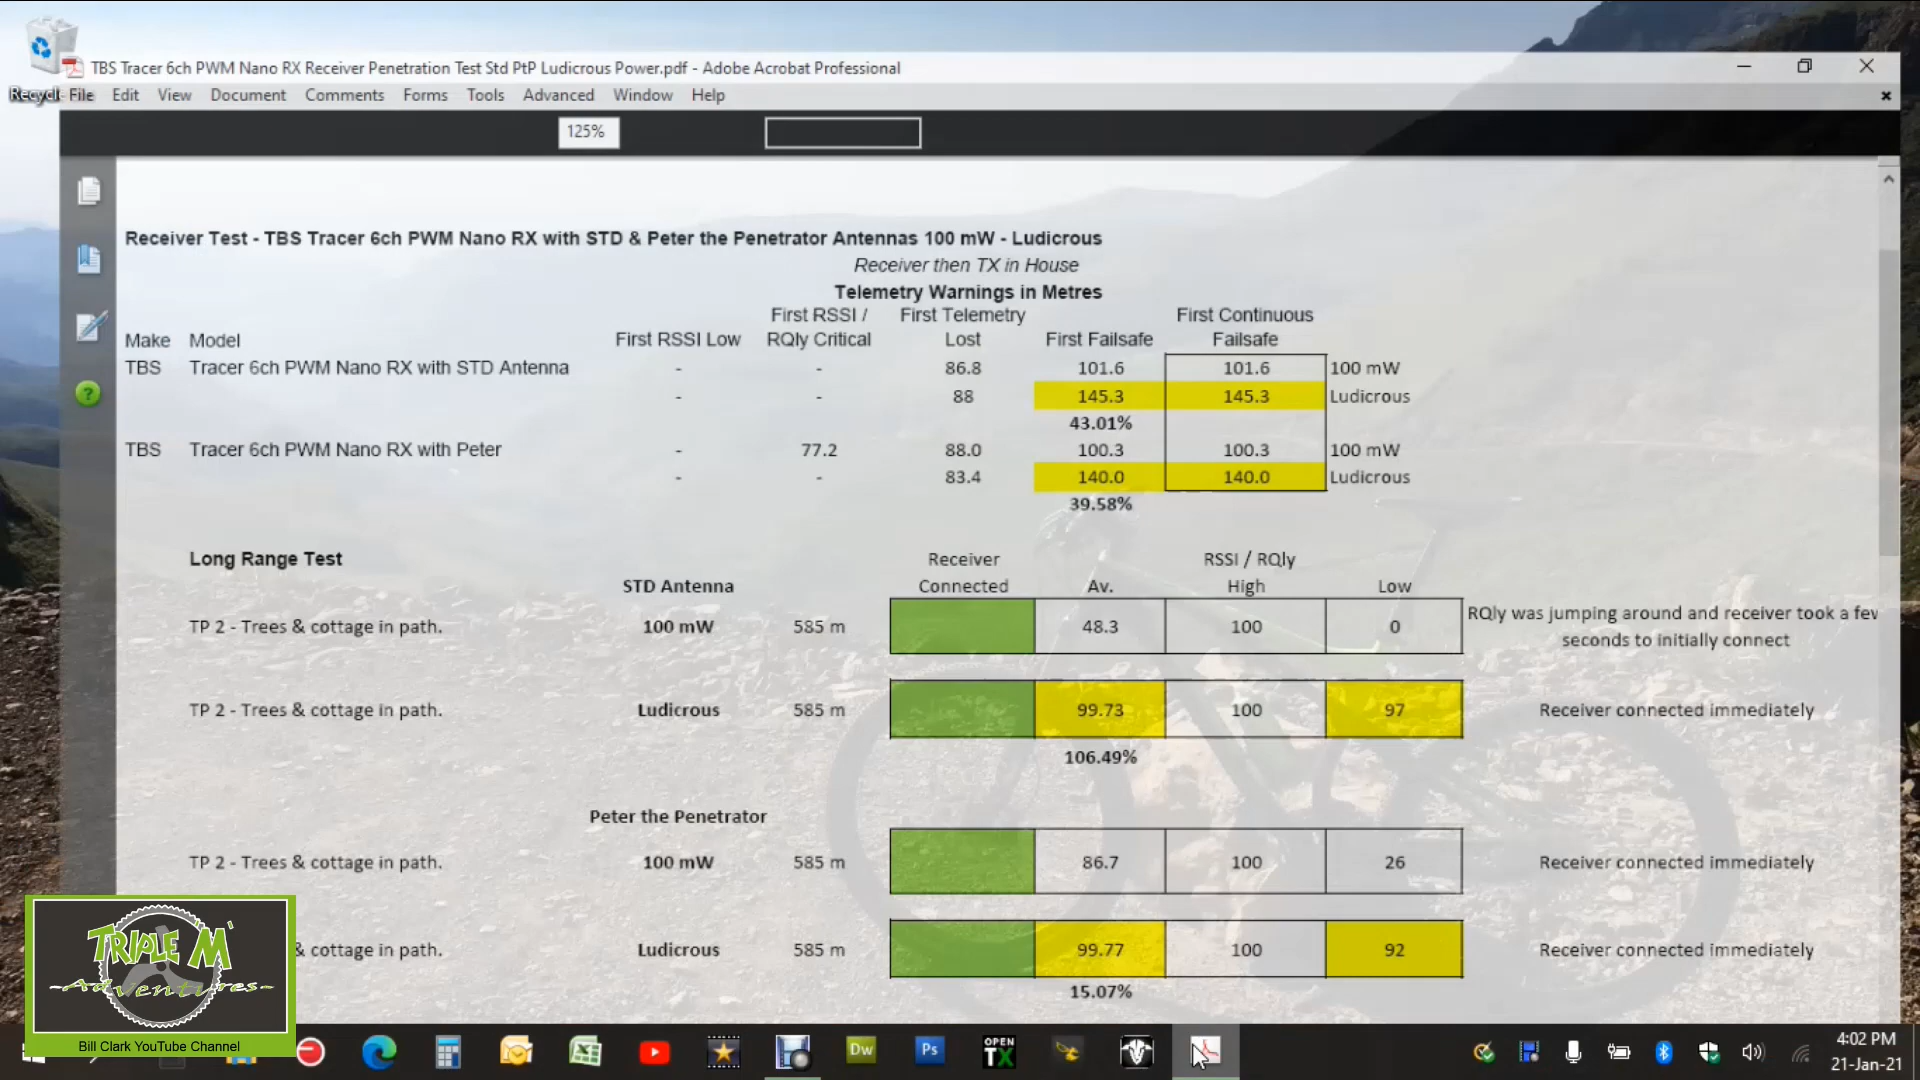 TBS Tracer 6ch PWM Nano RX Receiver Penetration Test Std PtP Ludicrous Power.pdf - Adobe Acrobat Professional
File Edit View Document Comments Forms Tools Advanced Window Help
125%
Receiver Test - TBS Tracer 6ch PWM Nano RX with STD & Peter the Penetrator Antennas 100 mW - Ludicrous
Receiver then TX in House
Telemetry Warnings in Metres
First RSSI / First Telemetry First Continuous
Make Model First RSSI Low RQly Critical Lost First Failsafe Failsafe
TBS Tracer 6ch PWM Nano RX with STD Antenna - - 86.8 101.6 101.6 100 mW
- - 88 145.3 145.3 Ludicrous
43.01%
TBS Tracer 6ch PWM Nano RX with Peter - 77.2 88.0 100.3 100.3 100 mW
- - 83.4 140.0 140.0 Ludicrous
39.58%
Long Range Test Receiver RSSI / RQly
STD Antenna Connected Av. High Low
TP 2 - Trees & cottage in path. 100 mW 585 m 48.3 100 0 RQly was jumping around and receiver took a few
seconds to initially connect
TP 2 - Trees & cottage in path. Ludicrous 585 m 99.73 100 97 Receiver connected immediately
106.49%
Peter the Penetrator
TP 2 - Trees & cottage in path. 100 mW 585 m 86.7 100 26 Receiver connected immediately
& cottage in path. Ludicrous 585 m 99.77 100 92 Receiver connected immediately
15.07%
TRIPLE M
Adventures
Bill Clark YouTube Channel
Dw Ps OPEN TX
4:02 PM
21-Jan-21